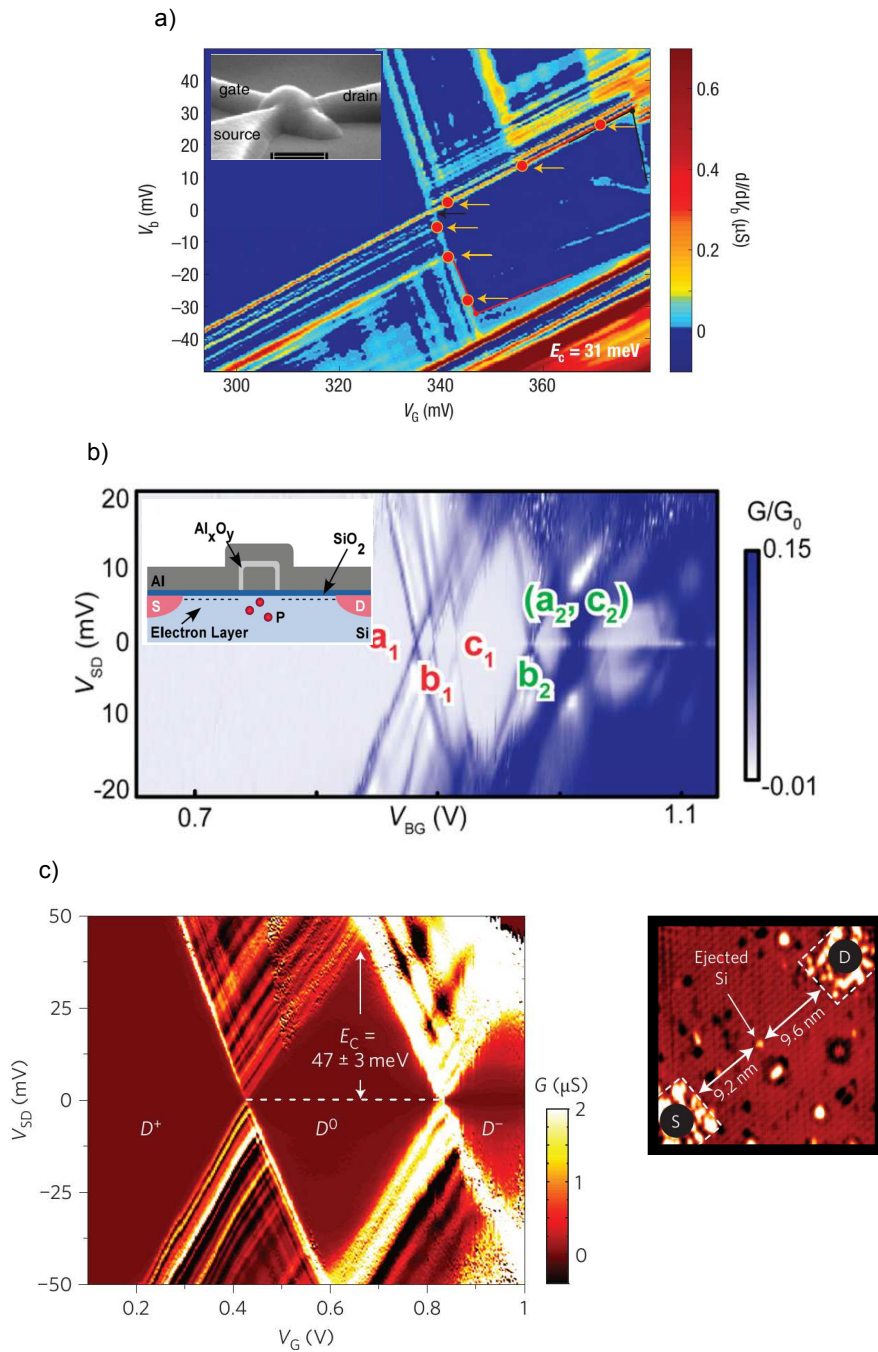 a)
50
40
30
20
10
0
−10
−20
−30
−40
V_b (mV)
gate
drain
source
E_c = 31 meV
300
320
340
360
V_G (mV)
0.6
0.4
0.2
0
dI/dV_b (µS)
b)
20
10
0
10
-20
V_SD (mV)
Al_xO_y
SiO_2
Al
S
D
P
Electron Layer
Si
a_1
b_1
c_1
(a_2, c_2)
b_2
0.7
V_BG (V)
1.1
G/G_0
0.15
-0.01
c)
50
25
0
−25
−50
V_SD (mV)
E_C =
47 ± 3 meV
D^+
D^0
D^−
0.2
0.4
0.6
0.8
1
V_G (V)
G (µS)
2
1
0
Ejected
Si
D
9.6 nm
9.2 nm
S